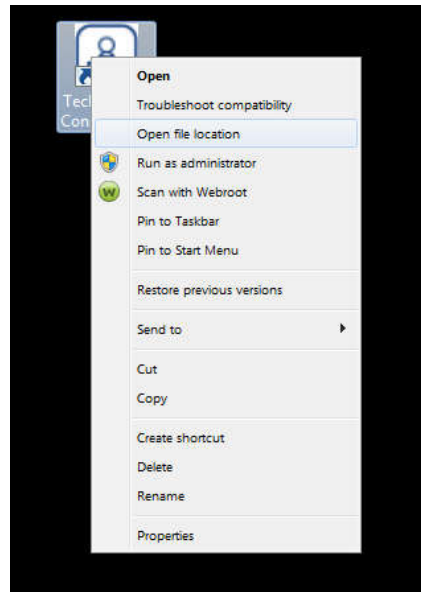 Open
Troubleshoot compatibility
Open file location
Run as administrator
Scan with Webroot
Pin to Taskbar
Pin to Start Menu
Restore previous versions
Send to
Cut
Copy
Create shortcut
Delete
Rename
Properties